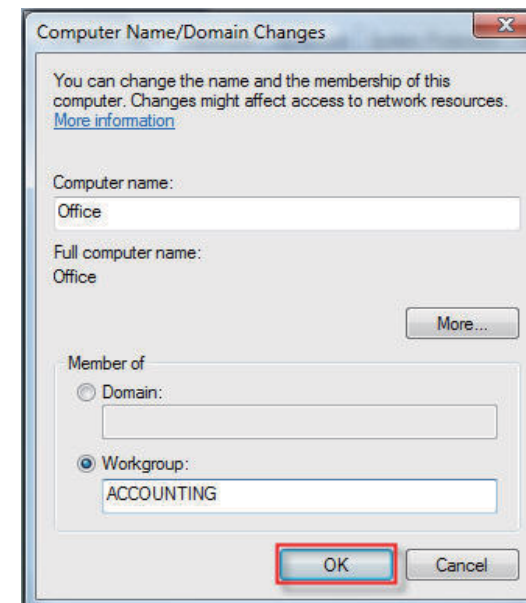 Computer Name/Domain Changes
You can change the name and the membership of this
computer. Changes might affect access to network resources.
More information
Computer name:
Office
Full computer name:
Office
More...
Member of
Domain:
Workgroup:
ACCOUNTING
OK
Cancel